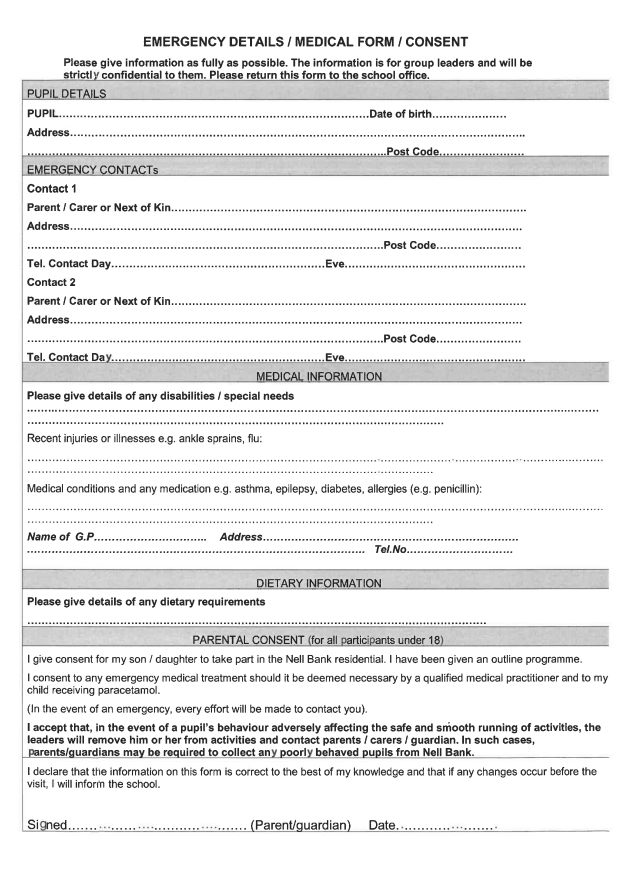 EMERGENCY DETAILS / MEDICAL FORM / CONSENT
Please give information as fully as possible. The information is for group leaders and will be
strictly confidential to them. Please return this form to the school office.
PUPIL DETAILS
PUPIL.......................................................Date of birth.....................
Address..............................................................................................
..............................................................Post Code.......................
EMERGENCY CONTACTs
Contact 1
Parent / Carer or Next of Kin...............................................................
Address..............................................................................................
..............................................................Post Code.......................
Tel. Contact Day..........................................Eve....................................
Contact 2
Parent / Carer or Next of Kin...............................................................
Address..............................................................................................
..............................................................Post Code.......................
Tel. Contact Day..........................................Eve....................................
MEDICAL INFORMATION
Please give details of any disabilities / special needs
..............................................................................................................
..............................................................................
Recent injuries or illnesses e.g. ankle sprains, flu:
..............................................................................................................
..............................................................................
Medical conditions and any medication e.g. asthma, epilepsy, diabetes, allergies (e.g. penicillin):
..............................................................................................................
..............................................................................
Name of G.P............................... Address..............................................
.............................................................. Tel.No.............................
DIETARY INFORMATION
Please give details of any dietary requirements
..............................................................................................
PARENTAL CONSENT (for all participants under 18)
I give consent for my son / daughter to take part in the Nell Bank residential. I have been given an outline programme.
I consent to any emergency medical treatment should it be deemed necessary by a qualified medical practitioner and to my
child receiving paracetamol.
(In the event of an emergency, every effort will be made to contact you).
I accept that, in the event of a pupil's behaviour adversely affecting the safe and smooth running of activities, the
leaders will remove him or her from activities and contact parents / carers / guardian. In such cases,
parents/guardians may be required to collect any poorly behaved pupils from Nell Bank.
I declare that the information on this form is correct to the best of my knowledge and that if any changes occur before the
visit, I will inform the school.
Signed.................................. (Parent/guardian) Date...................